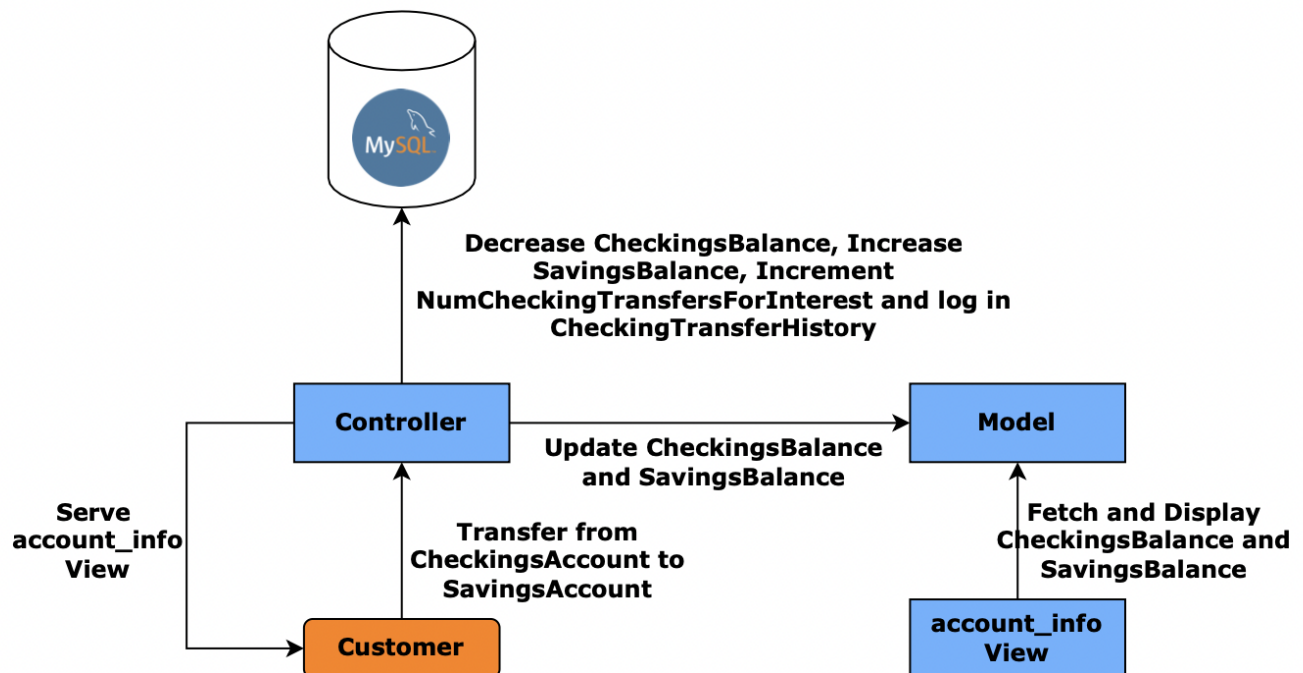 MySQL
Decrease CheckingsBalance, Increase
SavingsBalance, Increment
NumCheckingTransfersForInterest and log in
CheckingTransferHistory
Controller
Model
Update CheckingsBalance
and SavingsBalance
Serve
account_info
View
Transfer from
CheckingsAccount to
SavingsAccount
Fetch and Display
CheckingsBalance and
SavingsBalance
Customer
account_info
View